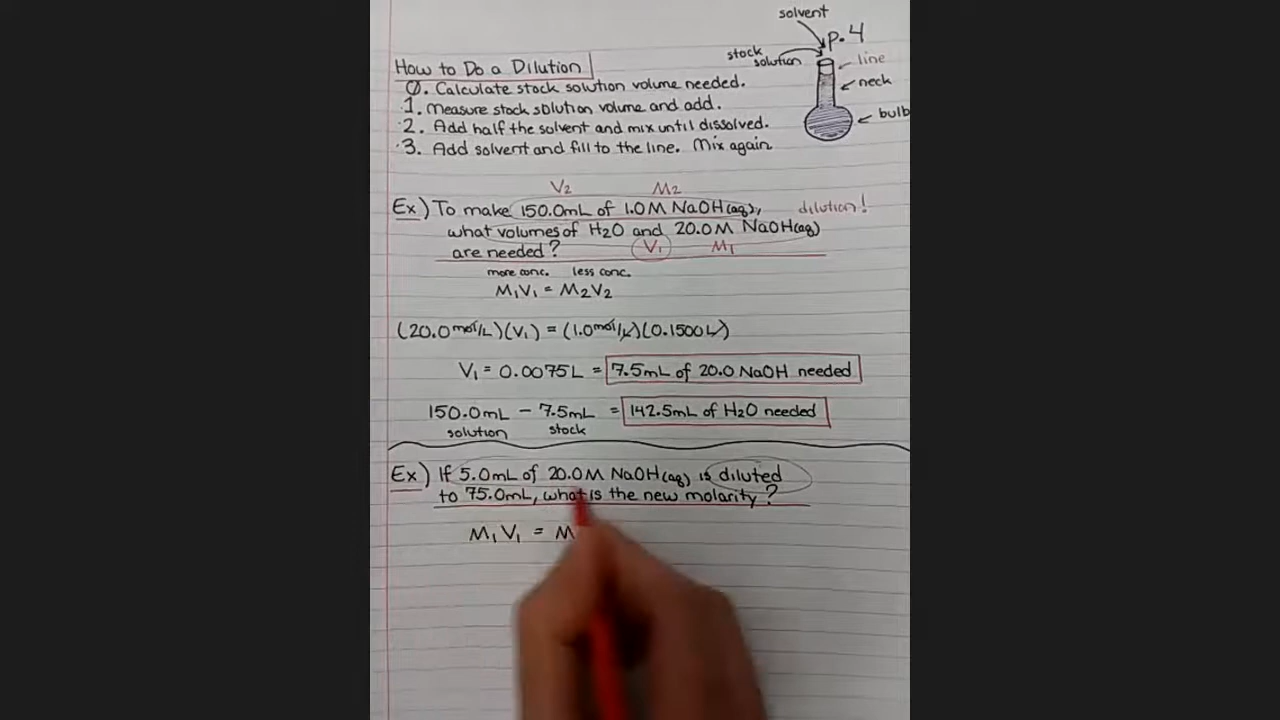 solvent
p.4
stock
solution
line
neck
bulb
How to Do a Dilution
0. Calculate stock solution volume needed.
1. Measure stock solution volume and add.
2. Add half the solvent and mix until dissolved.
3. Add solvent and fill to the line. Mix again
V₂ M₂
Ex) To make 150.0mL of 1.0M NaOH(aq), dilution!
what volumes of H₂O and 20.0M NaOH(aq)
are needed? V₁ M₁
more conc. less conc.
M₁V₁ = M₂V₂
(20.0 mol/L)(V₁) = (1.0 mol/L)(0.1500L)
V₁ = 0.0075L = 7.5mL of 20.0 NaOH needed
150.0mL - 7.5mL = 142.5mL of H₂O needed
solution stock
Ex) If 5.0mL of 20.0M NaOH(aq) is diluted
to 75.0mL, what is the new molarity?
M₁V₁ = M